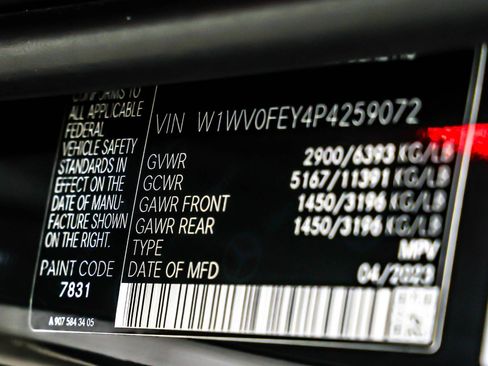 CONFORMS TO
ALL APPLICABLE
FEDERAL
VEHICLE SAFETY
STANDARDS IN
EFFECT ON THE
DATE OF MANU-
FACTURE SHOWN
ON THE RIGHT.
PAINT CODE
7831
A 907 584 34 05
VIN W1WV0FEY4P4259072
GVWR 2900/6393 KG/LB
GCWR 5167/11391 KG/LB
GAWR FRONT 1450/3196 KG/LB
GAWR REAR 1450/3196 KG/LB
TYPE MPV
DATE OF MFD 04/2023